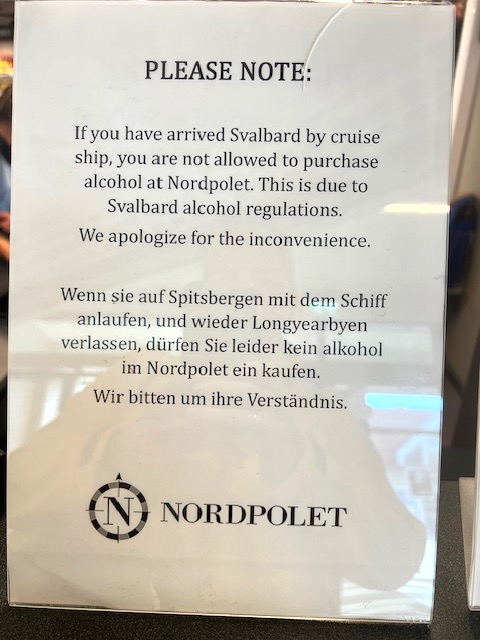 PLEASE NOTE:
If you have arrived Svalbard by cruise
ship, you are not allowed to purchase
alcohol at Nordpolet. This is due to
Svalbard alcohol regulations.
We apologize for the inconvenience.
Wenn sie auf Spitsbergen mit dem Schiff
anlaufen, und wieder Longyearbyen
verlassen, dürfen Sie leider kein alkohol
im Nordpolet ein kaufen.
Wir bitten um ihre Verständnis.
N NORDPOLET